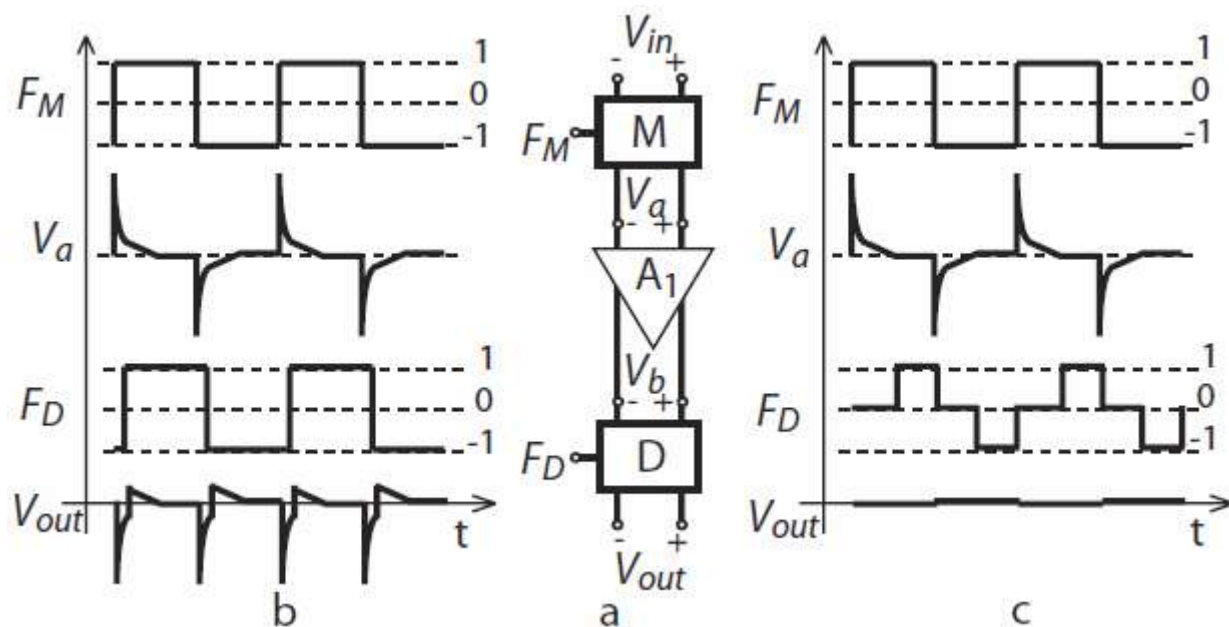 F_M 1 0 -1
V_a
F_D 1 0 -1
V_out t
b
V_in
- +
F_M M
V_a
- +
A_1
V_b
- +
F_D D
- +
V_out
a
F_M 1 0 -1
V_a
F_D 1 0 -1
V_out t
c